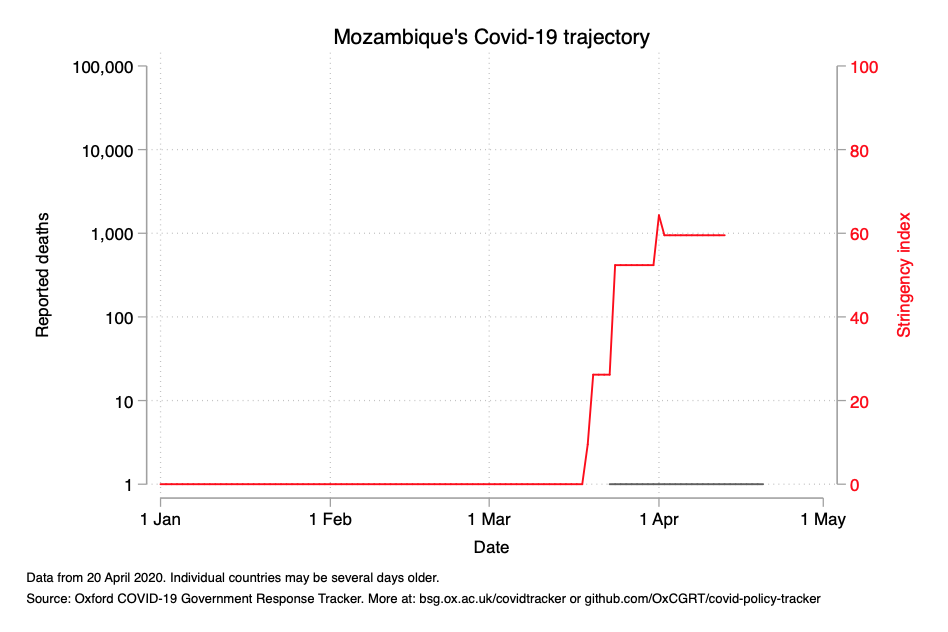 Mozambique's Covid-19 trajectory
100,000
10,000
1,000
100
10
1
Reported deaths
100
80
60
40
20
0
Stringency index
1 Jan
1 Feb
1 Mar
1 Apr
1 May
Date
Data from 20 April 2020. Individual countries may be several days older.
Source: Oxford COVID-19 Government Response Tracker. More at: bsg.ox.ac.uk/covidtracker or github.com/OxCGRT/covid-policy-tracker